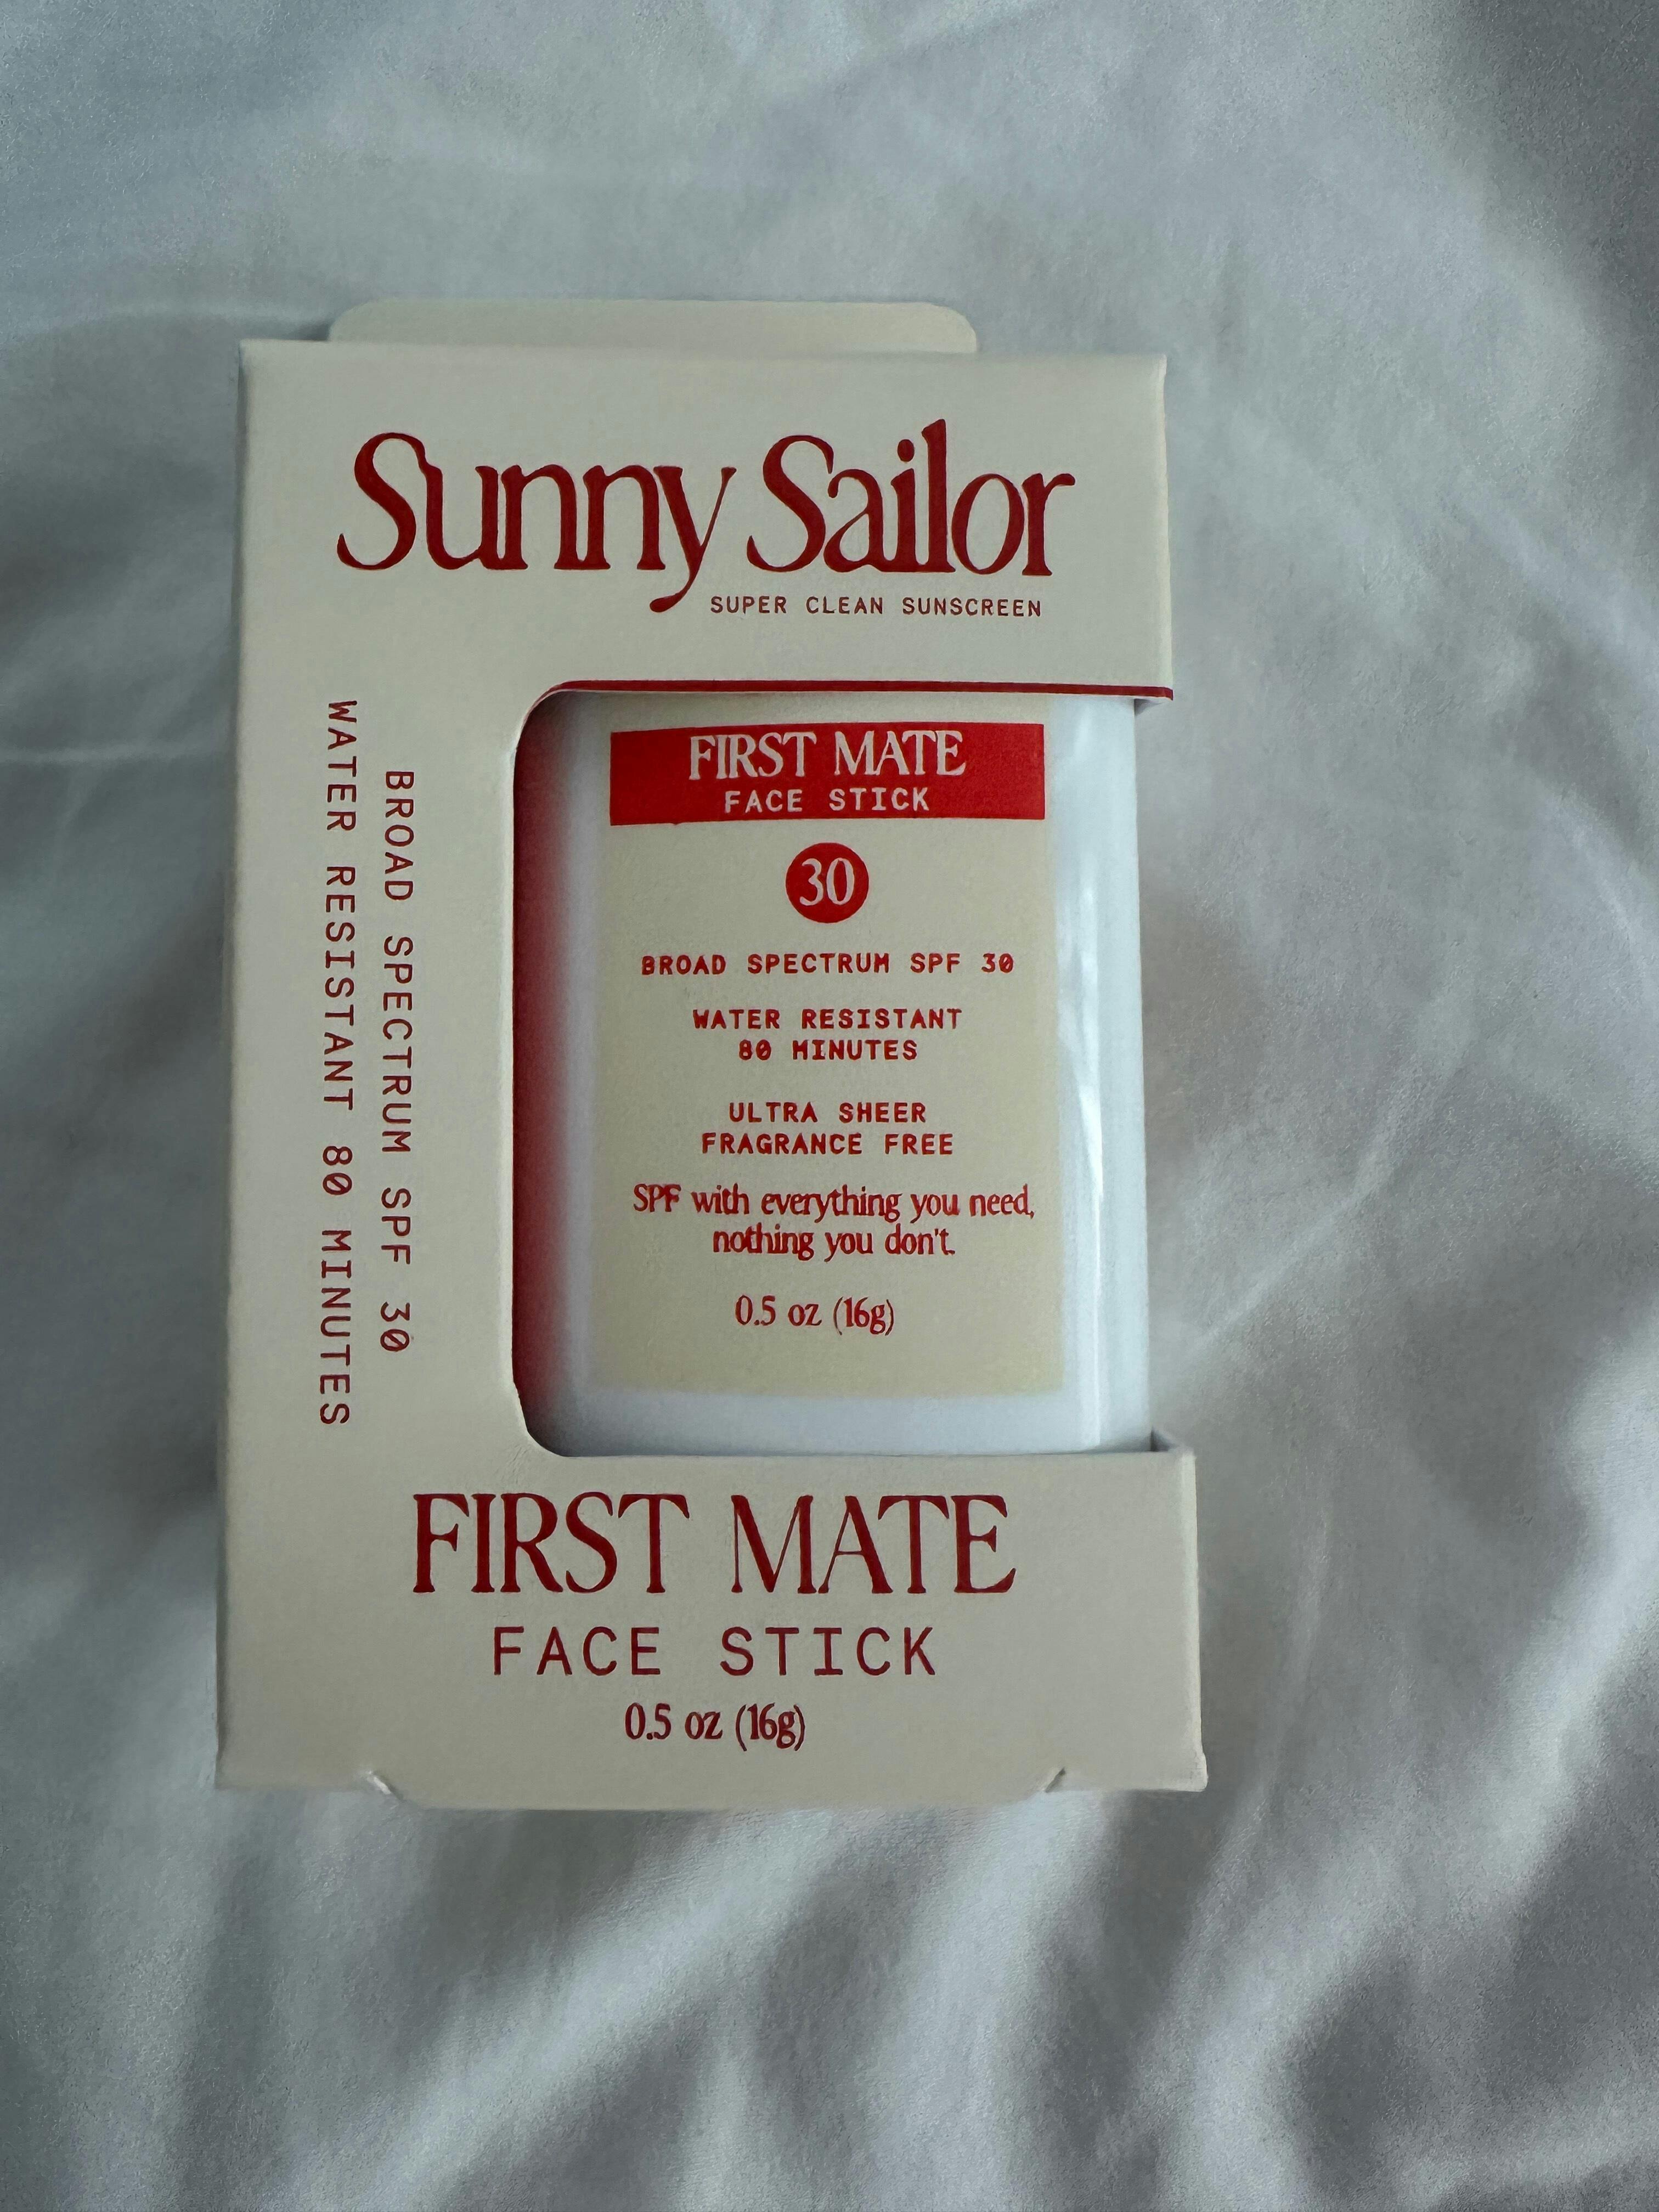 Sunny Sailor
SUPER CLEAN SUNSCREEN
BROAD SPECTRUM SPF 30
WATER RESISTANT 80 MINUTES
FIRST MATE
FACE STICK
30
BROAD SPECTRUM SPF 30
WATER RESISTANT
80 MINUTES
ULTRA SHEER
FRAGRANCE FREE
SPF with everything you need,
nothing you don't.
0.5 oz (16g)
FIRST MATE
FACE STICK
0.5 oz (16g)